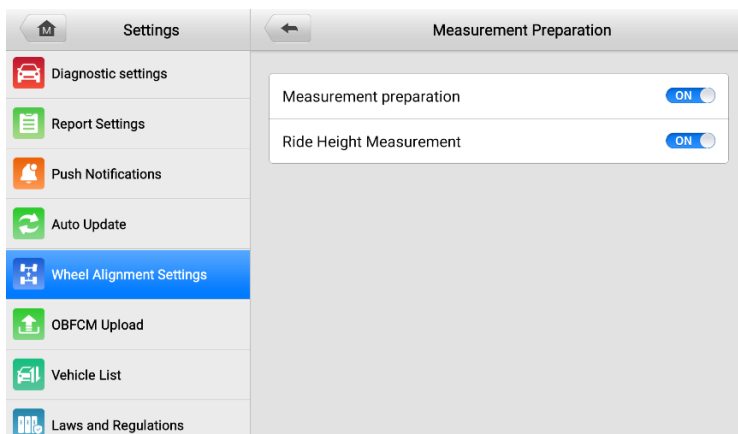 M
Settings
Measurement Preparation
Diagnostic settings
Report Settings
Push Notifications
Auto Update
Wheel Alignment Settings
OBFCM Upload
Vehicle List
Laws and Regulations
Measurement preparation
ON
Ride Height Measurement
ON